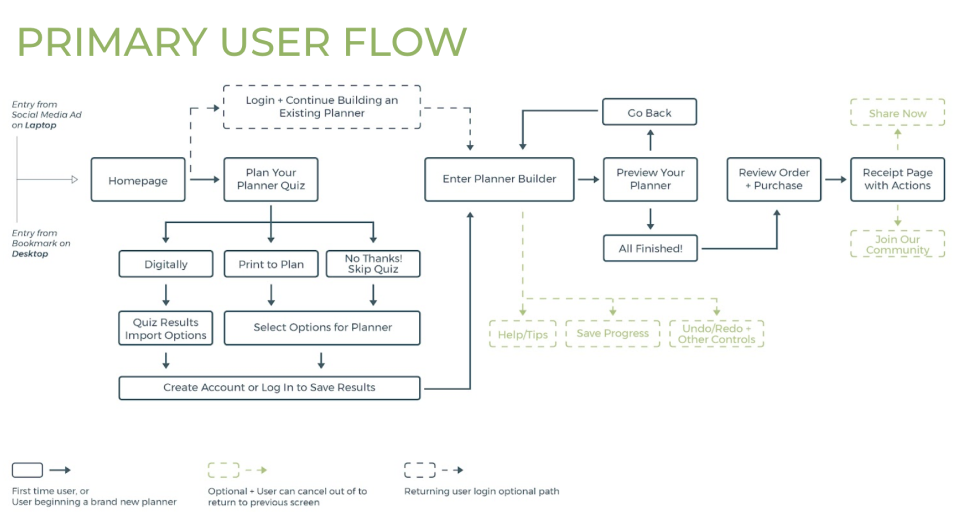 PRIMARY USER FLOW
Entry from
Social Media Ad
on Laptop
Login + Continue Building an
Existing Planner
Go Back
Share Now
Homepage
Plan Your
Planner Quiz
Enter Planner Builder
Preview Your
Planner
Review Order
+ Purchase
Receipt Page
with Actions
Entry from
Bookmark on
Desktop
Digitally
Print to Plan
No Thanks!
Skip Quiz
All Finished!
Join Our
Community
Quiz Results
Import Options
Select Options for Planner
Help/Tips
Save Progress
Undo/Redo +
Other Controls
Create Account or Log In to Save Results
First time user, or
User beginning a brand new planner
Optional + User can cancel out of to
return to previous screen
Returning user login optional path